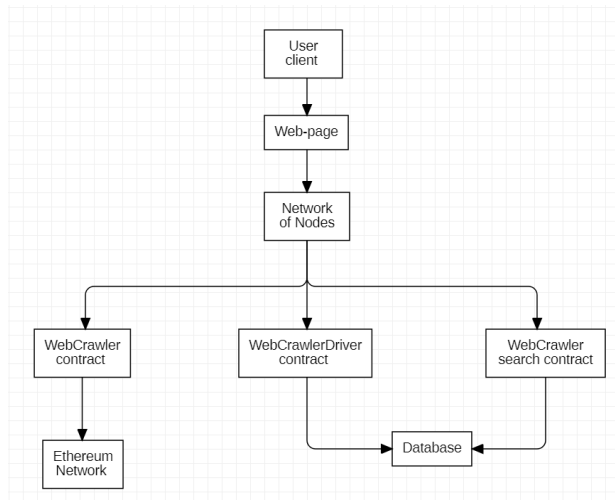 User
client
Web-page
Network
of Nodes
WebCrawler
contract
WebCrawlerDriver
contract
WebCrawler
search contract
Ethereum
Network
Database